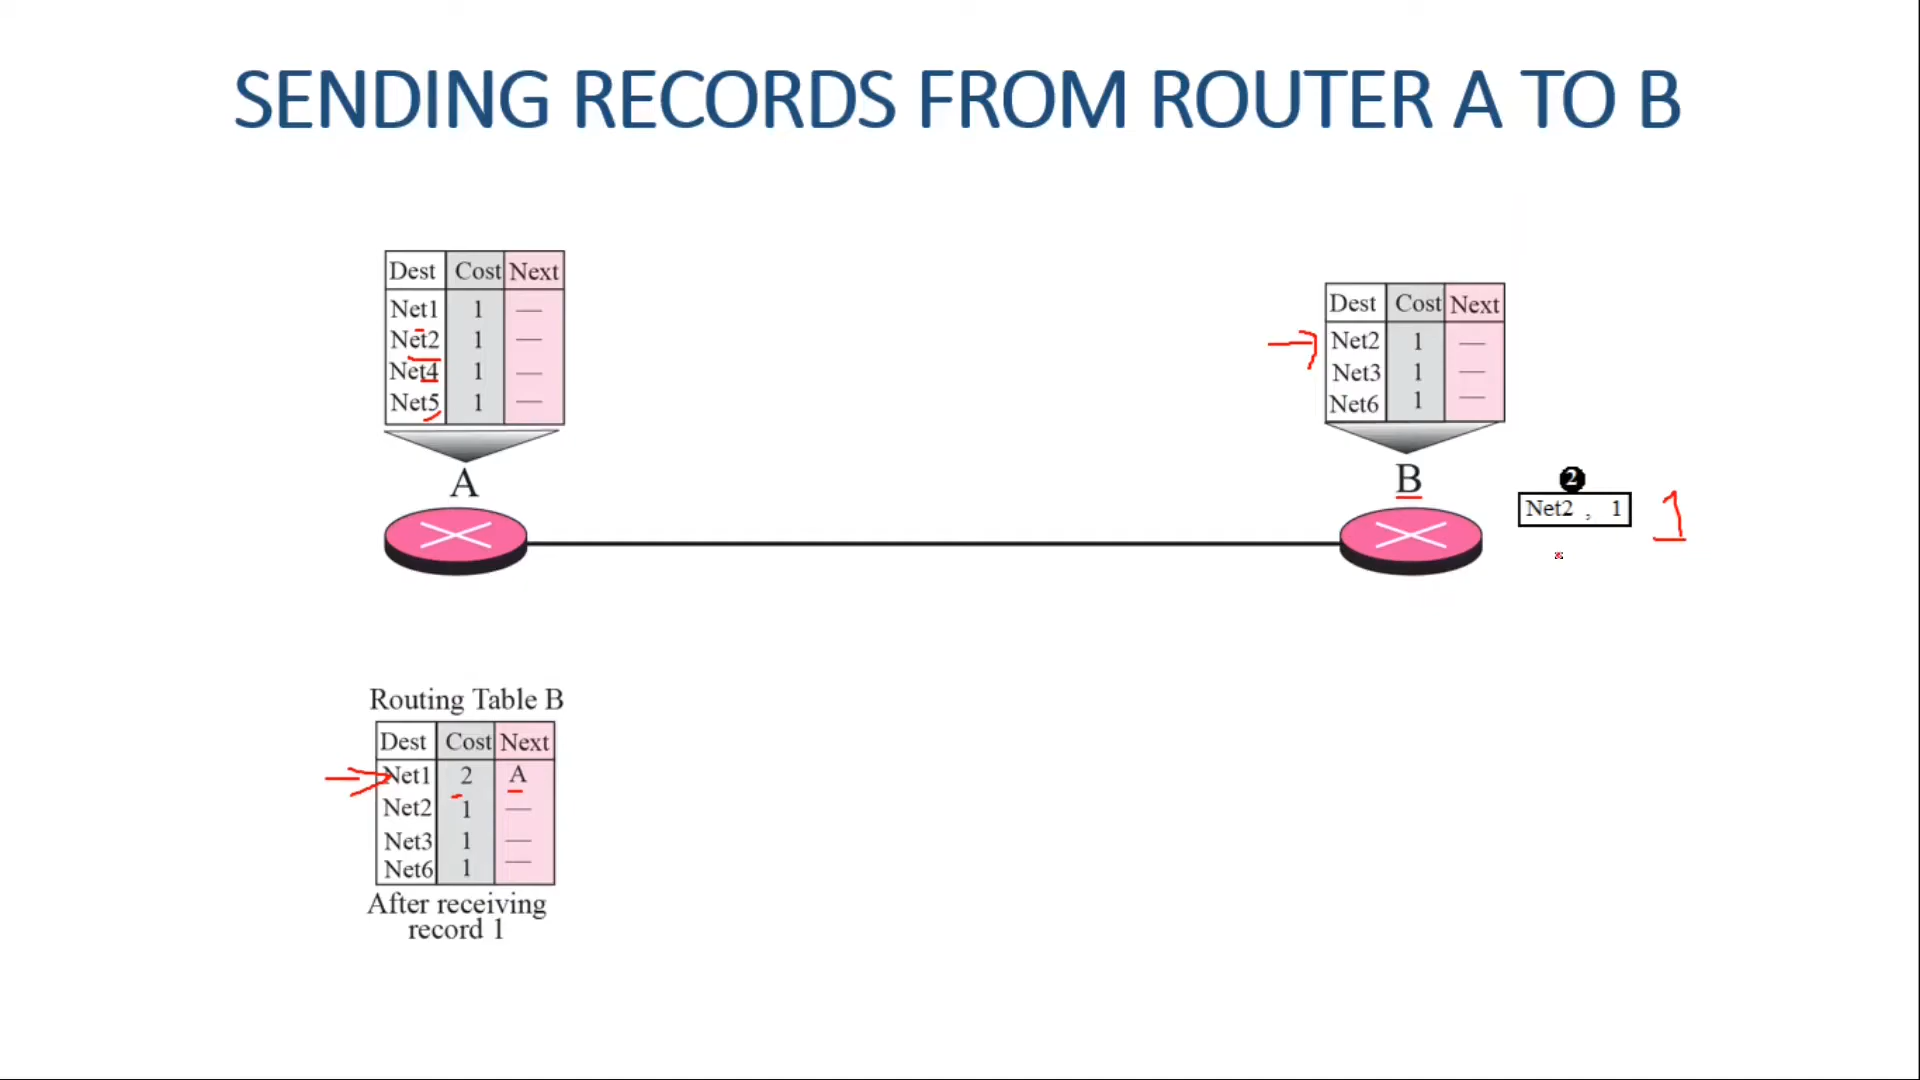 SENDING RECORDS FROM ROUTER A TO B
Dest Cost Next
Net1 1 —
Net2 1 —
Net4 1 —
Net5 1 —
A
Dest Cost Next
Net2 1 —
Net3 1 —
Net6 1 —
B
2
Net2 , 1
1
Routing Table B
Dest Cost Next
Net1 2 A
Net2 1 —
Net3 1 —
Net6 1 —
After receiving
record 1